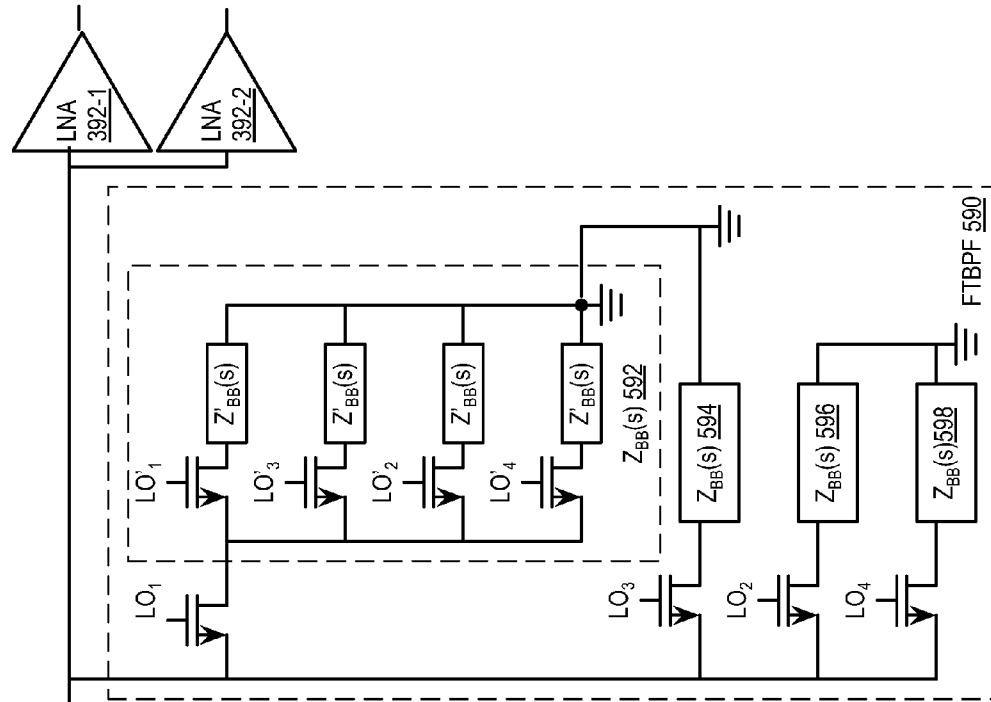 LNA
392-1
LNA
392-2
LO'1
Z'BB(s)
LO'3
Z'BB(s)
LO'2
Z'BB(s)
LO'4
Z'BB(s)
ZBB(s) 592
LO1
LO3
ZBB(s) 594
LO2
ZBB(s) 596
LO4
ZBB(s)598
FTBPF 590